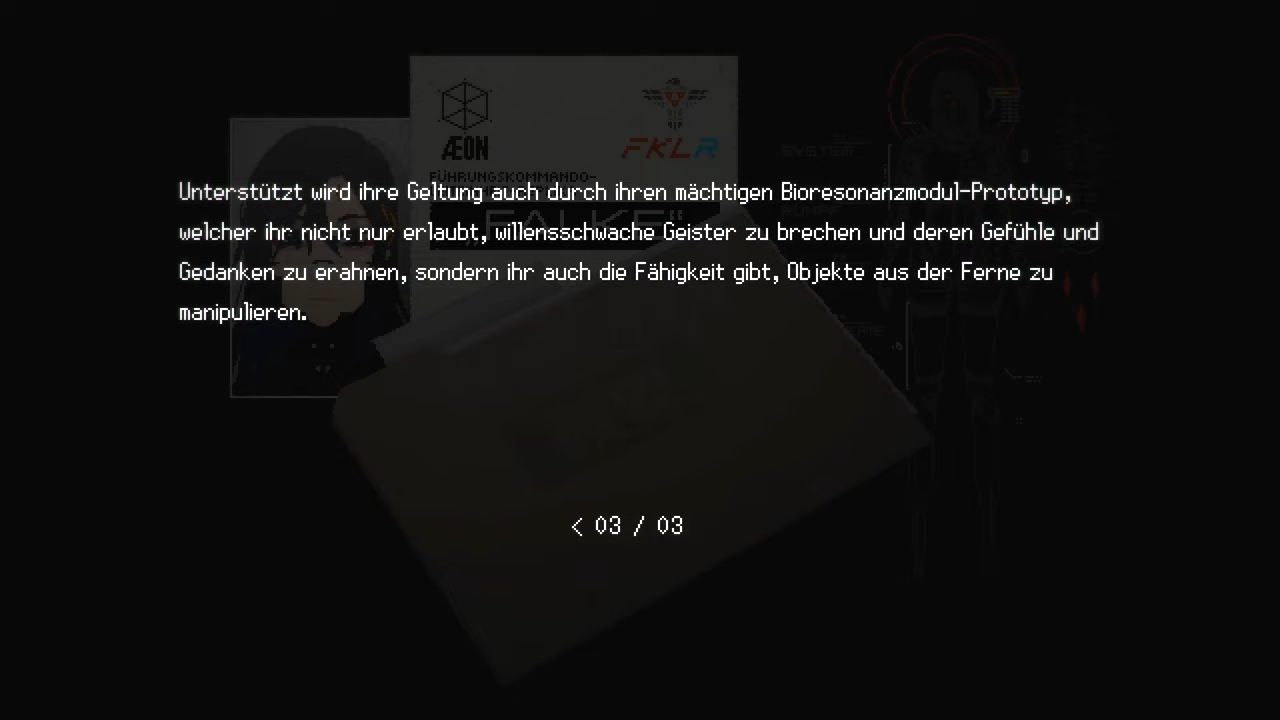 ÆON
FKLR
FÜHRUNGSKOMMANDO-
Unterstützt wird ihre Geltung auch durch ihren mächtigen Bioresonanzmodul-Prototyp,
welcher ihr nicht nur erlaubt, willensschwache Geister zu brechen und deren Gefühle und
Gedanken zu erahnen, sondern ihr auch die Fähigkeit gibt, Objekte aus der Ferne zu
manipulieren.
„FALKE“
< 03 / 03